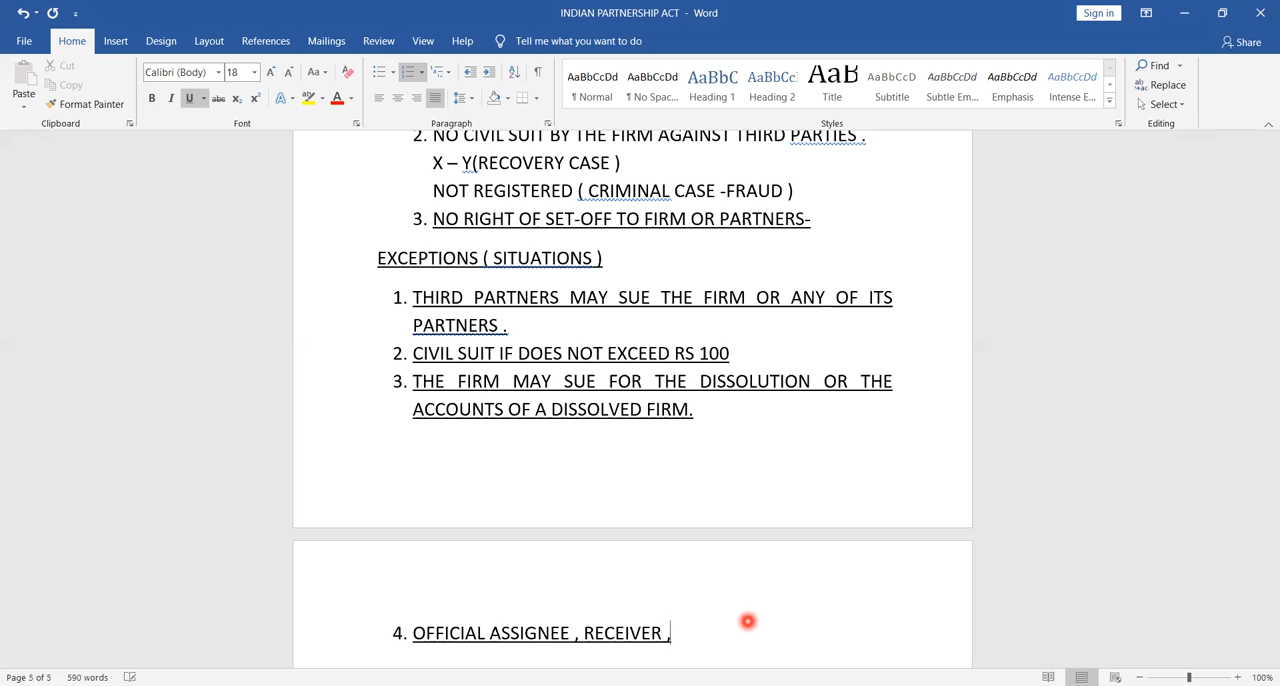 INDIAN PARTNERSHIP ACT - Word
Sign in
File Home Insert Design Layout References Mailings Review View Help Tell me what you want to do Share
Paste
Cut
Copy
Format Painter
Clipboard
Calibri (Body) 18
Font
Paragraph
AaBbCcDd AaBbCcDd AaBbC AaBbCc AaB AaBbCcD AaBbCcDd AaBbCcDd AaBbCcDd
¶ Normal ¶ No Spac... Heading 1 Heading 2 Title Subtitle Subtle Em... Emphasis Intense E...
Styles
Find
Replace
Select
Editing
2. NO CIVIL SUIT BY THE FIRM AGAINST THIRD PARTIES .
X – Y(RECOVERY CASE )
NOT REGISTERED ( CRIMINAL CASE -FRAUD )
3. NO RIGHT OF SET-OFF TO FIRM OR PARTNERS-
EXCEPTIONS ( SITUATIONS )
1. THIRD PARTNERS MAY SUE THE FIRM OR ANY OF ITS
PARTNERS .
2. CIVIL SUIT IF DOES NOT EXCEED RS 100
3. THE FIRM MAY SUE FOR THE DISSOLUTION OR THE
ACCOUNTS OF A DISSOLVED FIRM.
4. OFFICIAL ASSIGNEE , RECEIVER ,
Page 5 of 5 590 words 100%